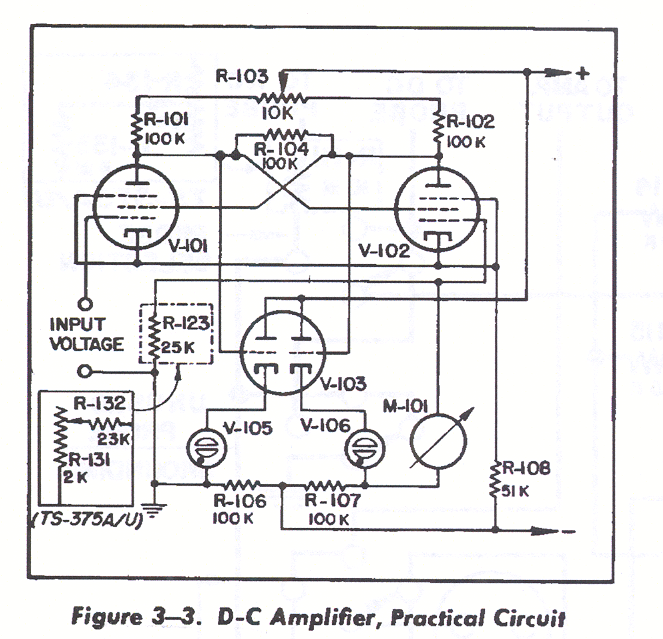 R-103
+
10K
R-101
100K
R-102
100K
R-104
100K
V-101
V-102
INPUT
VOLTAGE
R-123
25K
V-103
R-132
23K
R-131
2K
(TS-375A/U)
V-105
V-106
M-101
R-106
100K
R-107
100K
R-108
51K
-
Figure 3-3. D-C Amplifier, Practical Circuit